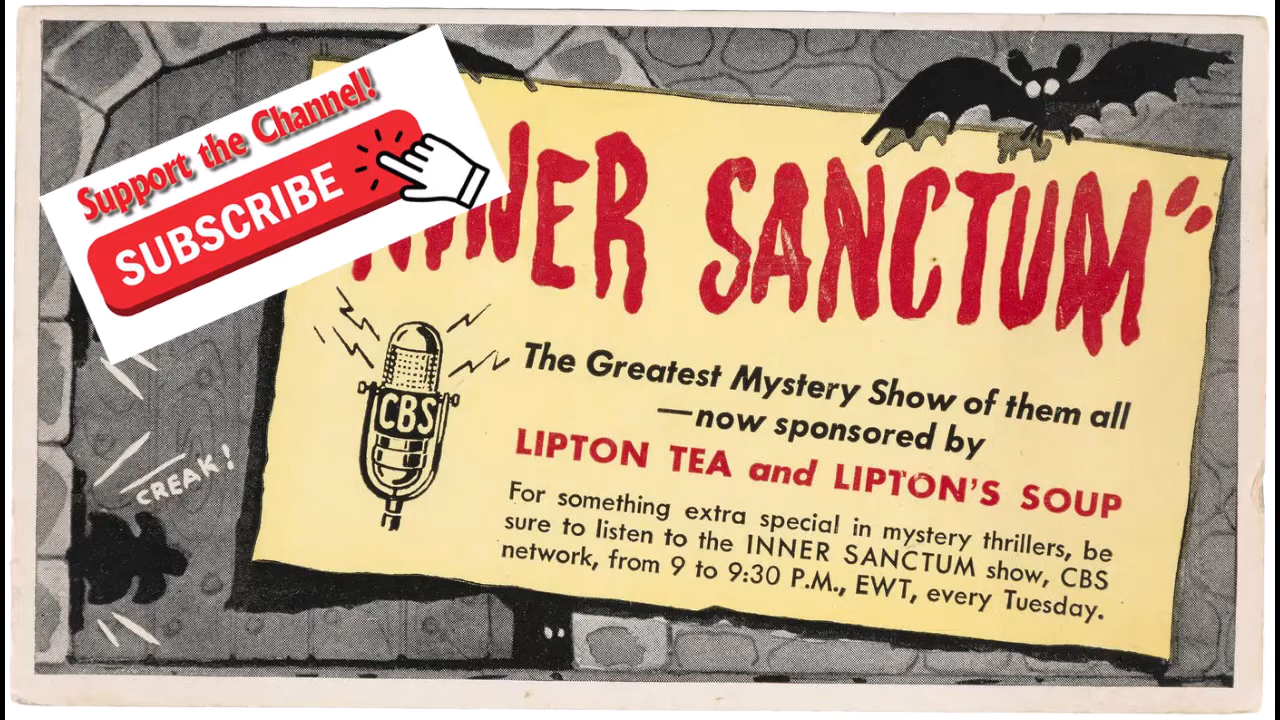 Support the Channel!
SUBSCRIBE
INNER SANCTUM"
CBS
The Greatest Mystery Show of them all
—now sponsored by
LIPTON TEA and LIPTON'S SOUP
For something extra special in mystery thrillers, be
sure to listen to the INNER SANCTUM show, CBS
network, from 9 to 9:30 P.M., EWT, every Tuesday.
CREAK!